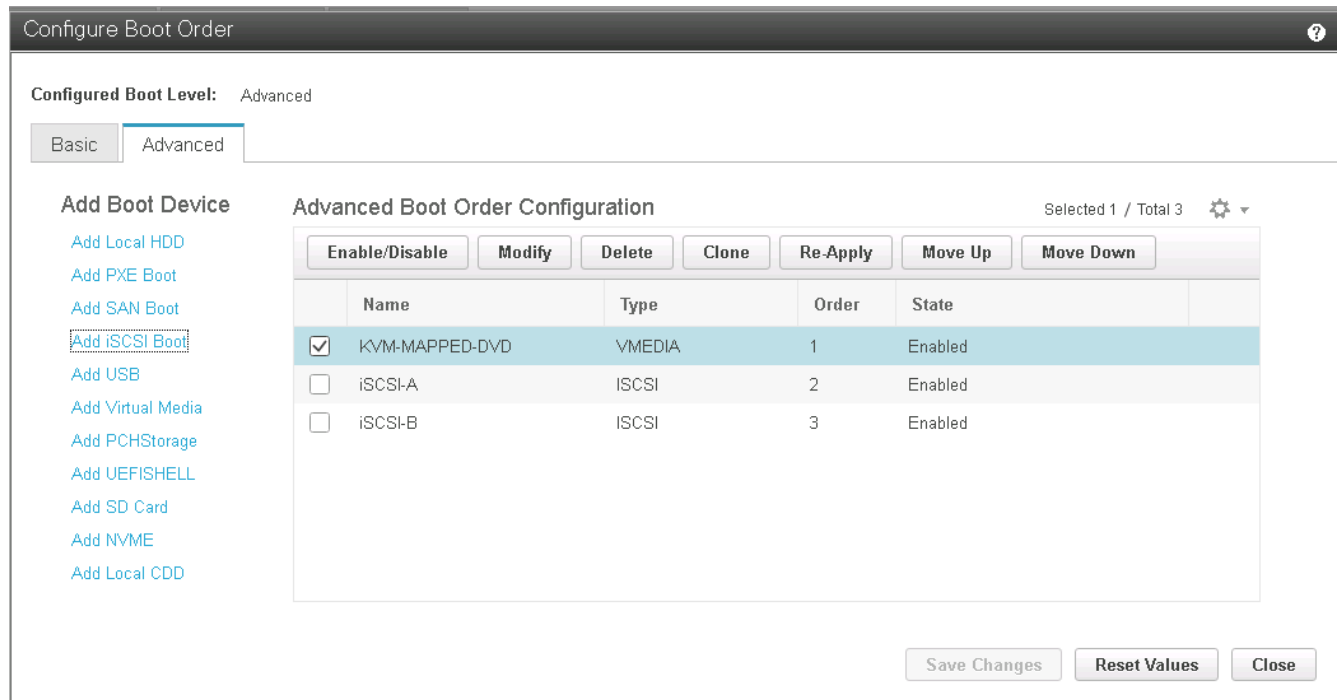 Configure Boot Order
Configured Boot Level: Advanced
Basic Advanced
Add Boot Device
Add Local HDD
Add PXE Boot
Add SAN Boot
Add iSCSI Boot
Add USB
Add Virtual Media
Add PCHStorage
Add UEFISHELL
Add SD Card
Add NVME
Add Local CDD
Advanced Boot Order Configuration
Selected 1 / Total 3
Enable/Disable Modify Delete Clone Re-Apply Move Up Move Down
Name Type Order State
KVM-MAPPED-DVD VMEDIA 1 Enabled
iSCSI-A ISCSI 2 Enabled
iSCSI-B ISCSI 3 Enabled
Save Changes Reset Values Close